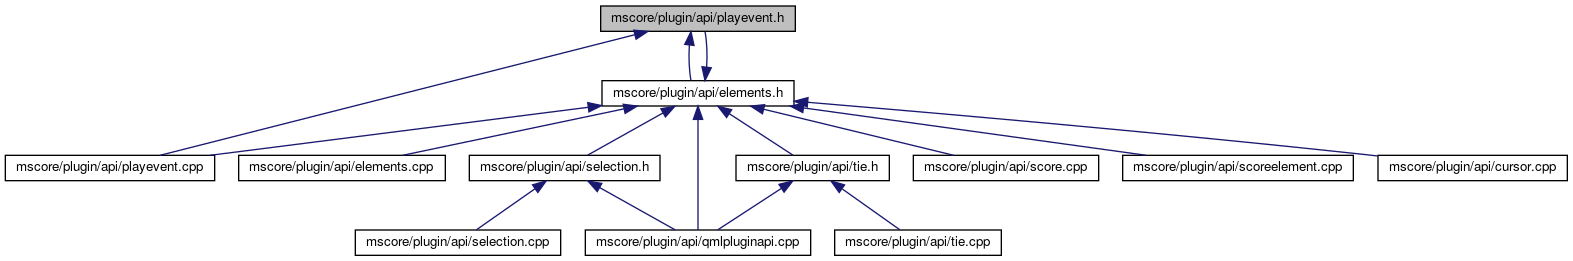 mscore/plugin/api/playevent.h
mscore/plugin/api/elements.h
mscore/plugin/api/playevent.cpp
mscore/plugin/api/elements.cpp
mscore/plugin/api/selection.h
mscore/plugin/api/tie.h
mscore/plugin/api/score.cpp
mscore/plugin/api/scoreelement.cpp
mscore/plugin/api/cursor.cpp
mscore/plugin/api/selection.cpp
mscore/plugin/api/qmlpluginapi.cpp
mscore/plugin/api/tie.cpp